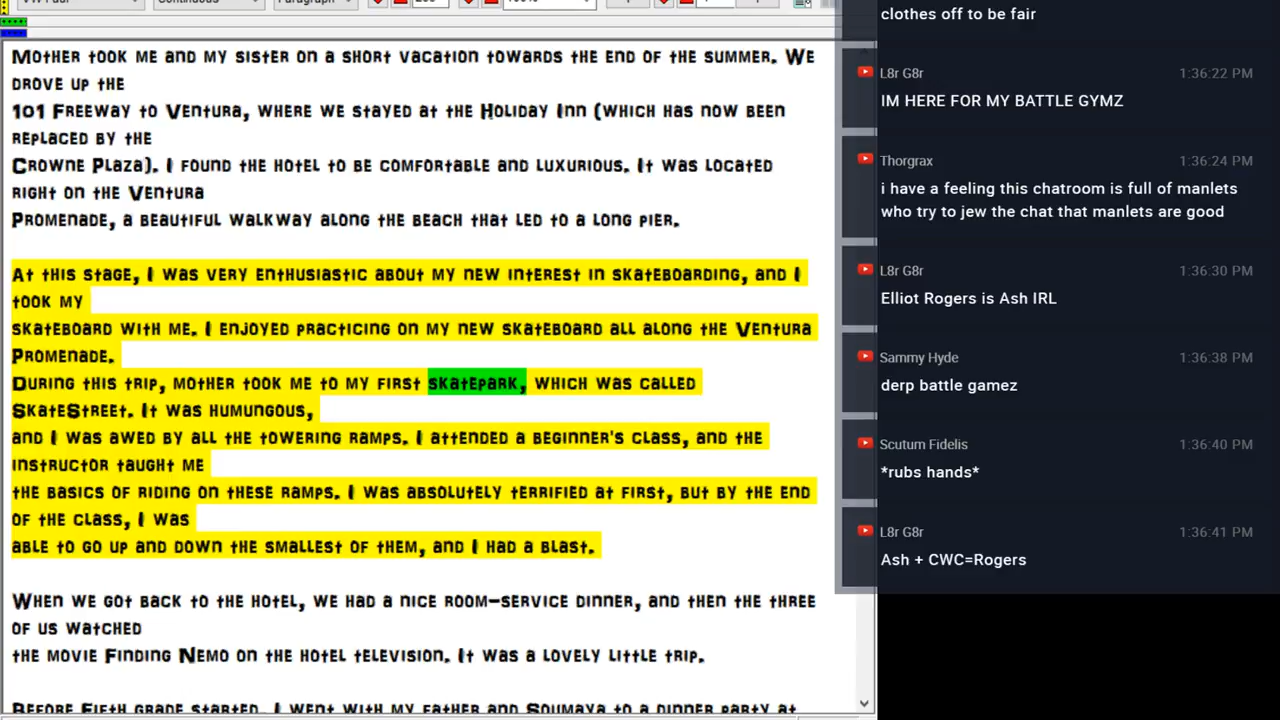 Mother took me and my sister on a short vacation towards the end of the summer. We
drove up the
101 Freeway to Ventura, where we stayed at the Holiday Inn (which has now been
replaced by the
Crowne Plaza). I found the hotel to be comfortable and luxurious. It was located
right on the Ventura
Promenade, a beautiful walkway along the beach that led to a long pier.
At this stage, I was very enthusiastic about my new interest in skateboarding, and I
took my
skateboard with me. I enjoyed practicing on my new skateboard all along the Ventura
Promenade.
During this trip, mother took me to my first skatepark, which was called
SkateStreet. It was humungous,
and I was awed by all the towering ramps. I attended a beginner's class, and the
instructor taught me
the basics of riding on these ramps. I was absolutely terrified at first, but by the end
of the class, I was
able to go up and down the smallest of them, and I had a blast.
When we got back to the hotel, we had a nice room-service dinner, and then the three
of us watched
the movie Finding Nemo on the hotel television. It was a lovely little trip.
Before Fifth grade started, I went with my father and Soumaya to a dinner party at
clothes off to be fair
L8r G8r 1:36:22 PM
IM HERE FOR MY BATTLE GYMZ
Thorgrax 1:36:24 PM
i have a feeling this chatroom is full of manlets
who try to jew the chat that manlets are good
L8r G8r 1:36:30 PM
Elliot Rogers is Ash IRL
Sammy Hyde 1:36:38 PM
derp battle gamez
Scutum Fidelis 1:36:40 PM
*rubs hands*
L8r G8r 1:36:41 PM
Ash + CWC=Rogers